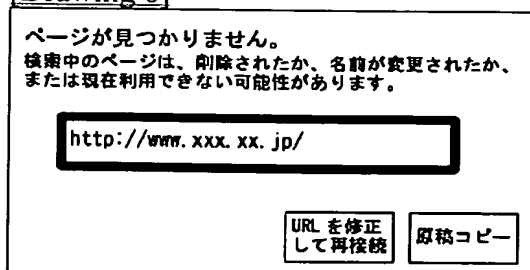 [Drawing 6]
ページが見つかりません。
検索中のページは、削除されたか、名前が変更されたか、
または現在利用できない可能性があります。
http://www.xxx.xx.jp/
URL を修正
して再接続
原稿コピー